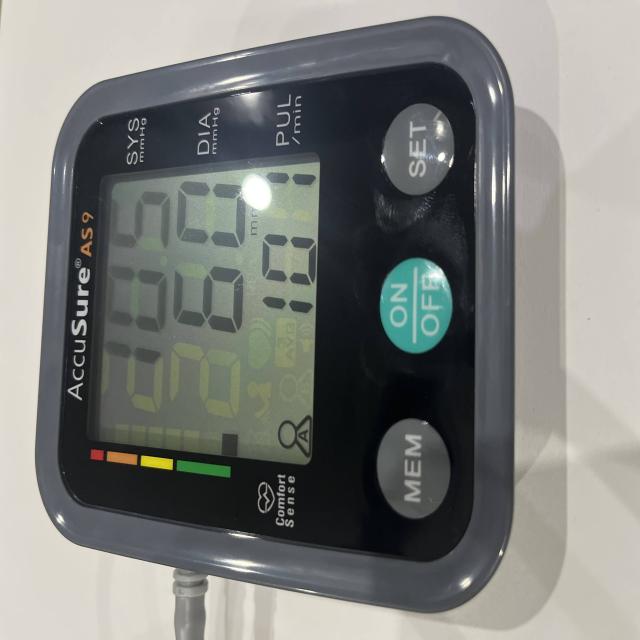 AccuSure® AS9
SYS
mmHg
DIA
mmHg
PUL
/min
A
Comfort
Sense
MEM
ON
OFF
SET